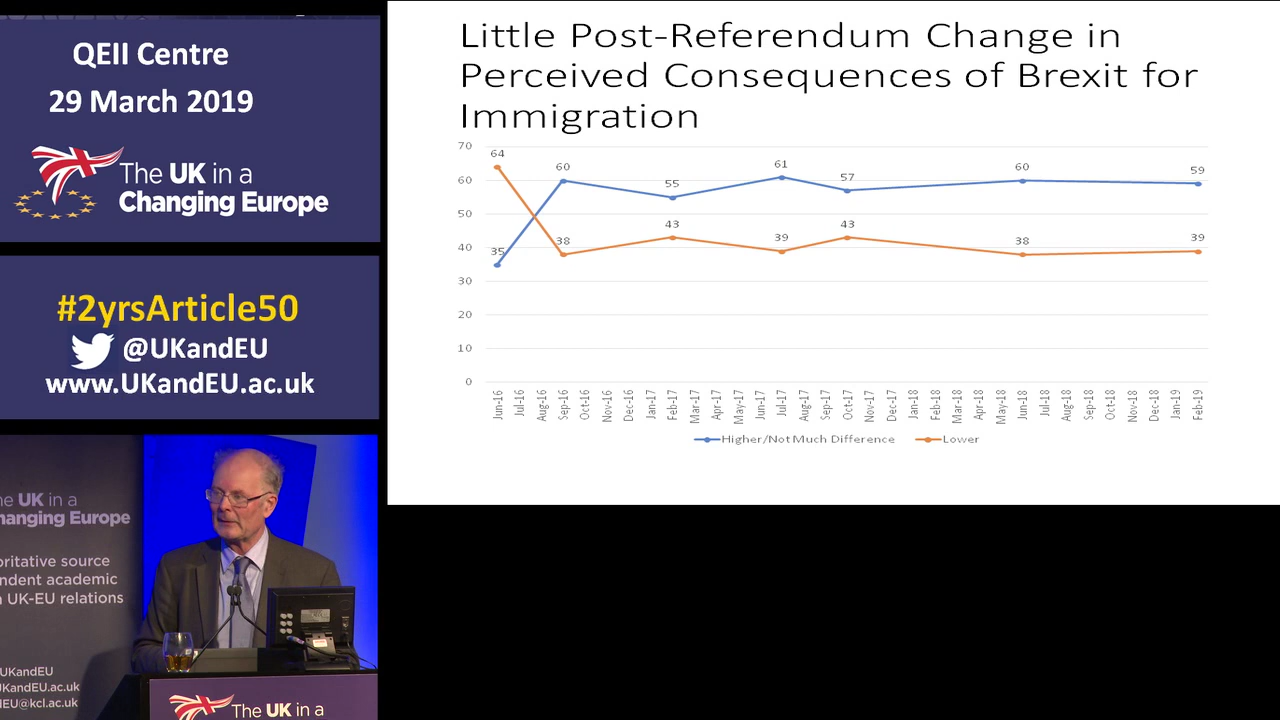 QEII Centre
29 March 2019
The UK in a
Changing Europe
#2yrsArticle50
@UKandEU
www.UKandEU.ac.uk
he UK in a
hanging Europe
oritative source
ndent academic
UK-EU relations
UKandEU
UKandEU.ac.uk
dEU@kcl.ac.uk
The UK in a
Little Post-Referendum Change in
Perceived Consequences of Brexit for
Immigration
70
60
50
40
30
20
10
0
64 60 55 61 57 60 59
35 38 43 39 43 38 39
Jun-16 Jul-16 Aug-16 Sep-16 Oct-16 Nov-16 Dec-16 Jan-17 Feb-17 Mar-17 Apr-17 May-17 Jun-17 Jul-17 Aug-17 Sep-17 Oct-17 Nov-17 Dec-17 Jan-18 Feb-18 Mar-18 Apr-18 May-18 Jun-18 Jul-18 Aug-18 Sep-18 Oct-18 Nov-18 Dec-18 Jan-19 Feb-19
Higher/Not Much Difference Lower